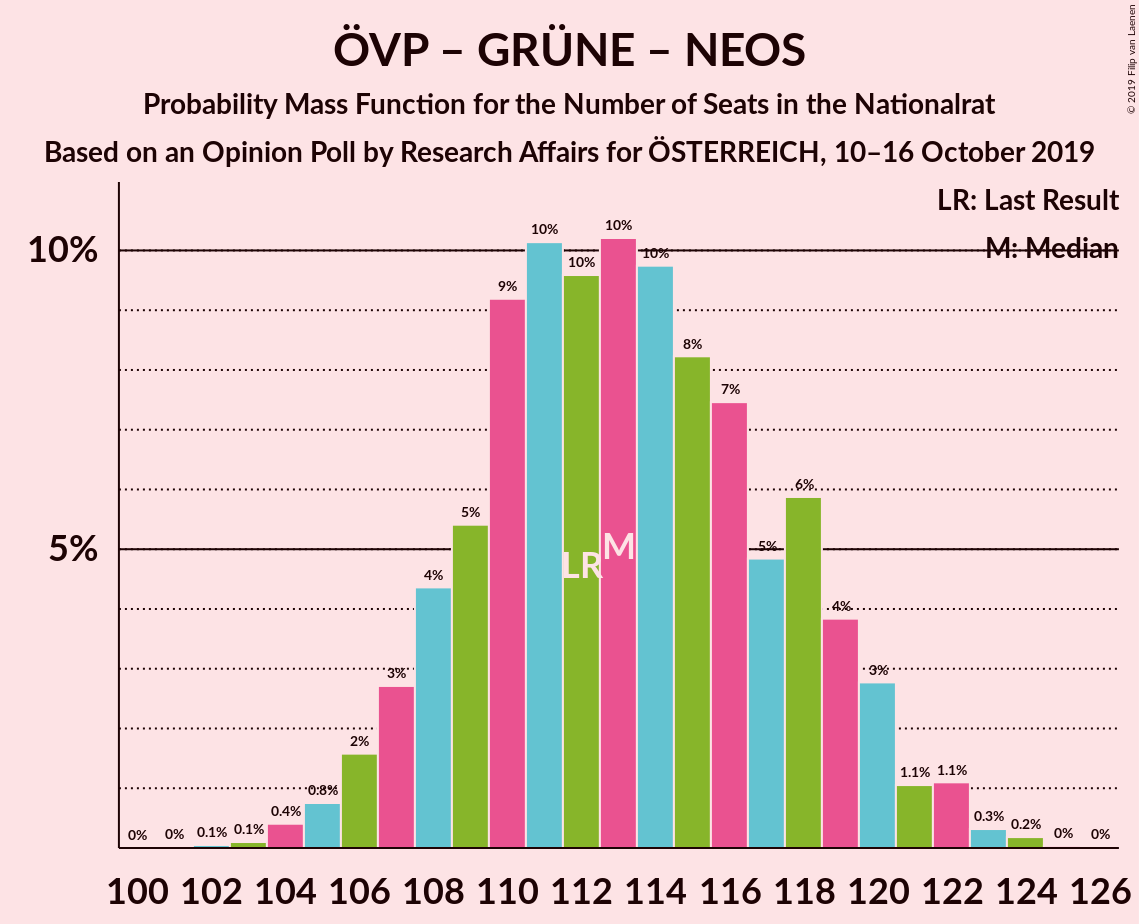 ÖVP – GRÜNE – NEOS
Probability Mass Function for the Number of Seats in the Nationalrat
Based on an Opinion Poll by Research Affairs for ÖSTERREICH, 10–16 October 2019
© 2019 Filip van Laenen
LR: Last Result
M: Median
10%
5%
0% 0% 0.1% 0.1% 0.4% 0.8% 2% 3% 4% 5% 9% 10% 10% 10% 10% 8% 7% 5% 6% 4% 3% 1.1% 1.1% 0.3% 0.2% 0% 0%
LR M
100 102 104 106 108 110 112 114 116 118 120 122 124 126